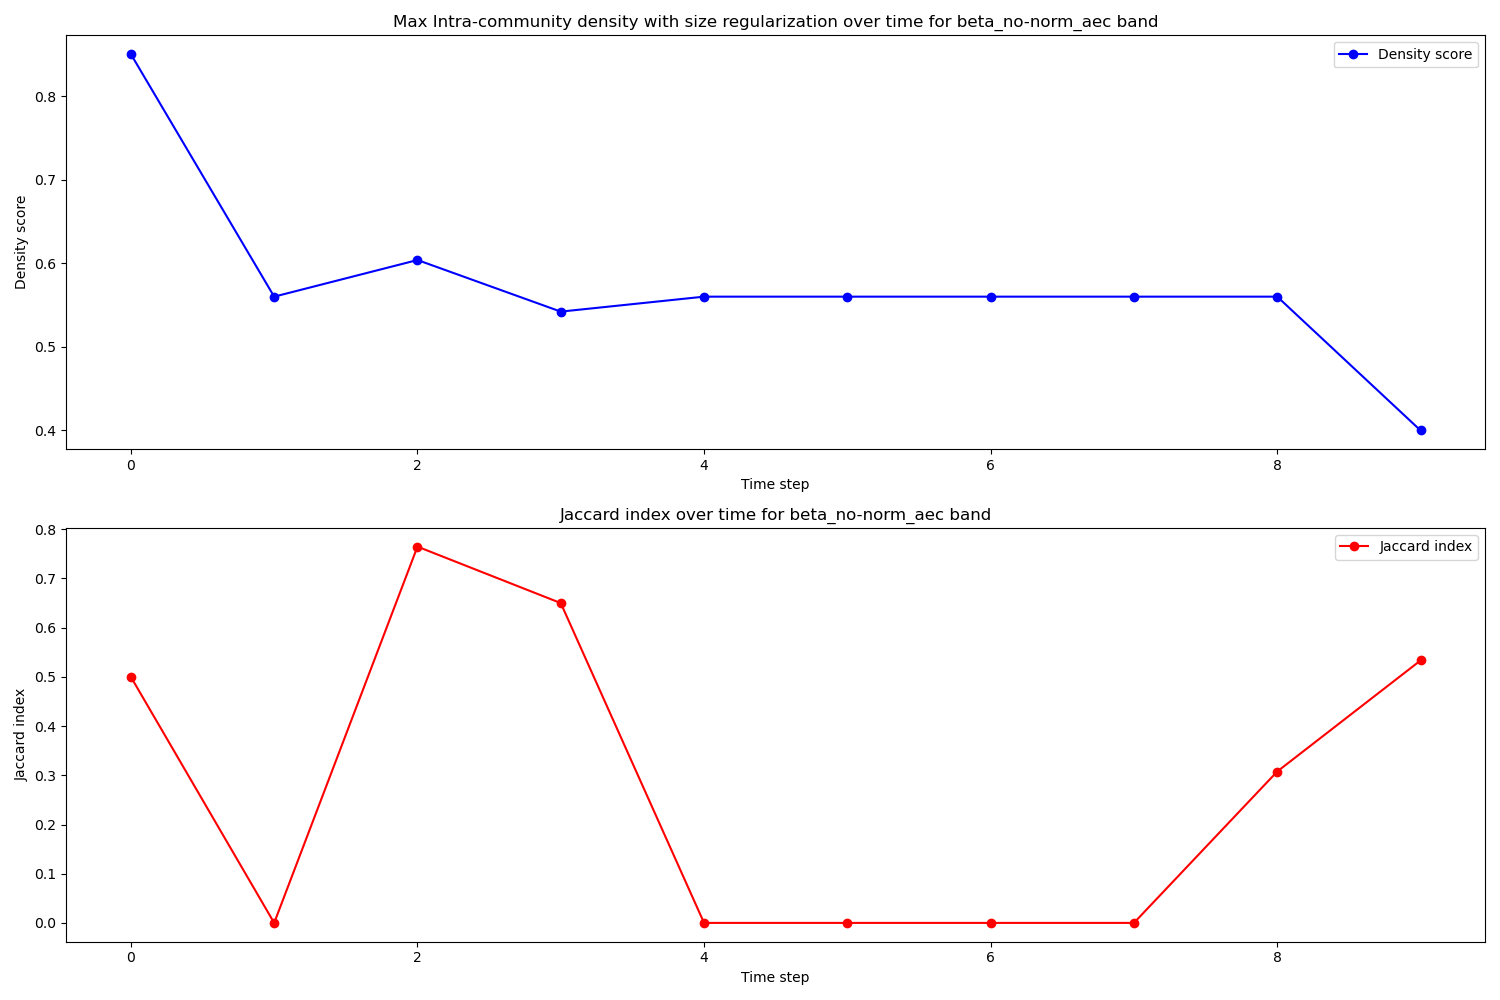 Max Intra-community density with size regularization over time for beta_no-norm_aec band
Density score
0.8
0.7
0.6
0.5
0.4
Density score
0 2 4 6 8
Time step
Jaccard index over time for beta_no-norm_aec band
Jaccard index
0.8
0.7
0.6
0.5
0.4
0.3
0.2
0.1
0.0
Jaccard index
0 2 4 6 8
Time step